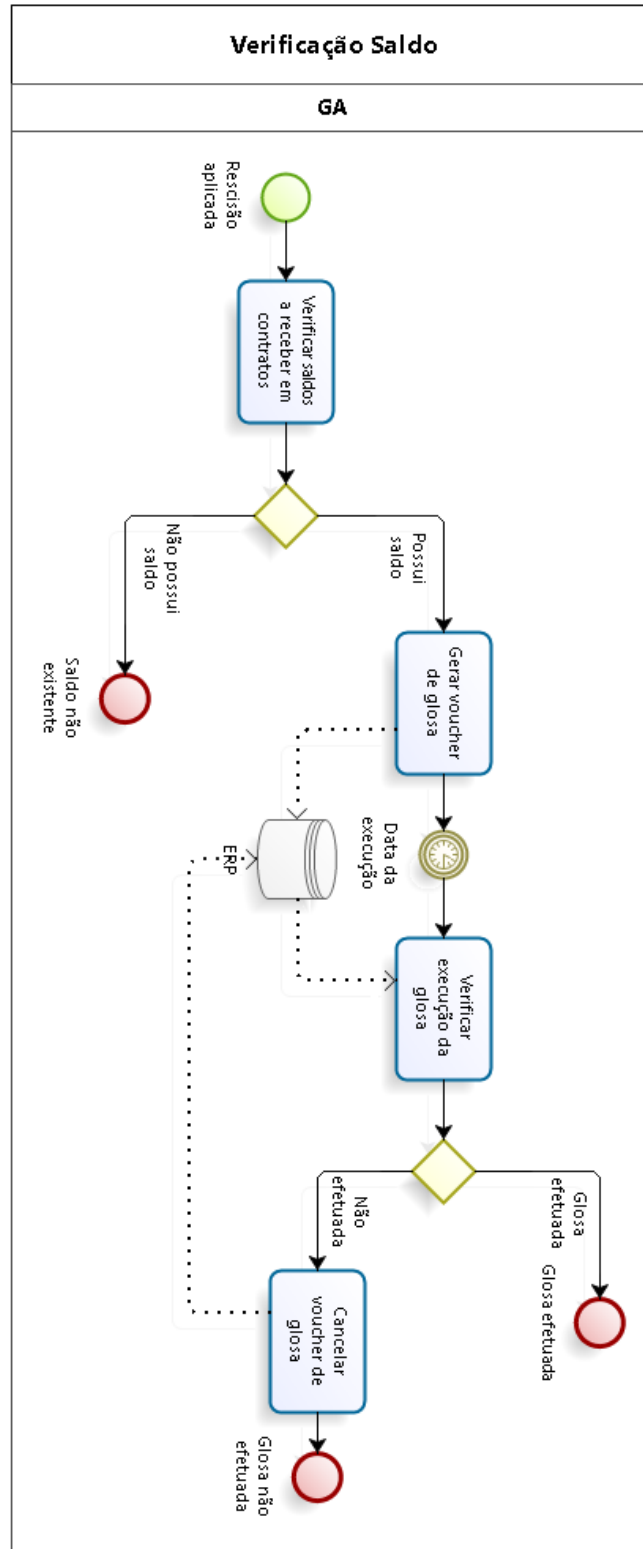 Verificação Saldo
GA
Rescisão
aplicada
Verificar saldos
a receber em
contratos
Possui
saldo
Não possui
saldo
Saldo não
existente
Gerar voucher
de glosa
Data da
execução
ERP
Verificar
execução da
glosa
Glosa
efetuada
Glosa efetuada
Não
efetuada
Cancelar
voucher de
glosa
Glosa não
efetuada